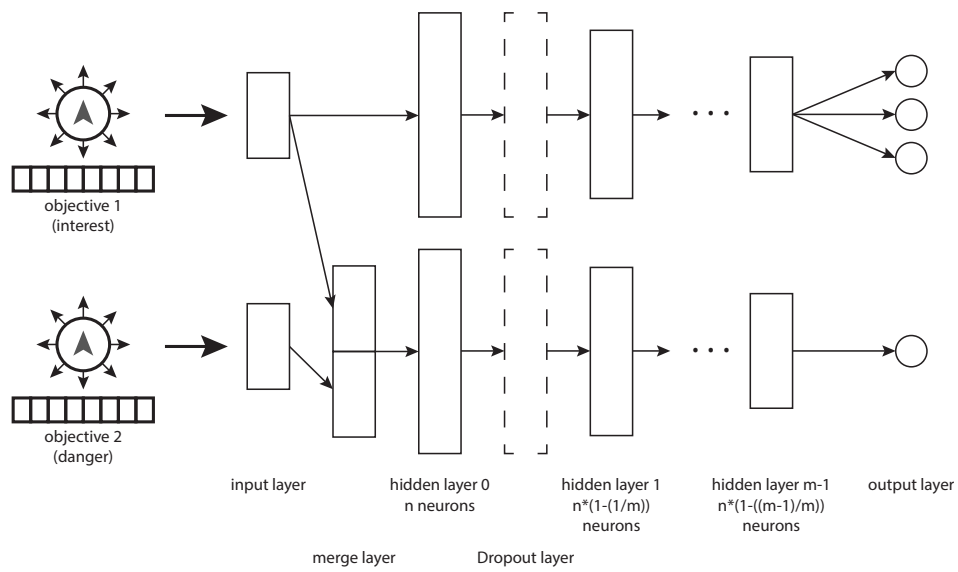 objective 1
(interest)
objective 2
(danger)
input layer
hidden layer 0
n neurons
hidden layer 1
n*(1-(1/m))
neurons
hidden layer m-1
n*(1-((m-1)/m))
neurons
output layer
merge layer
Dropout layer